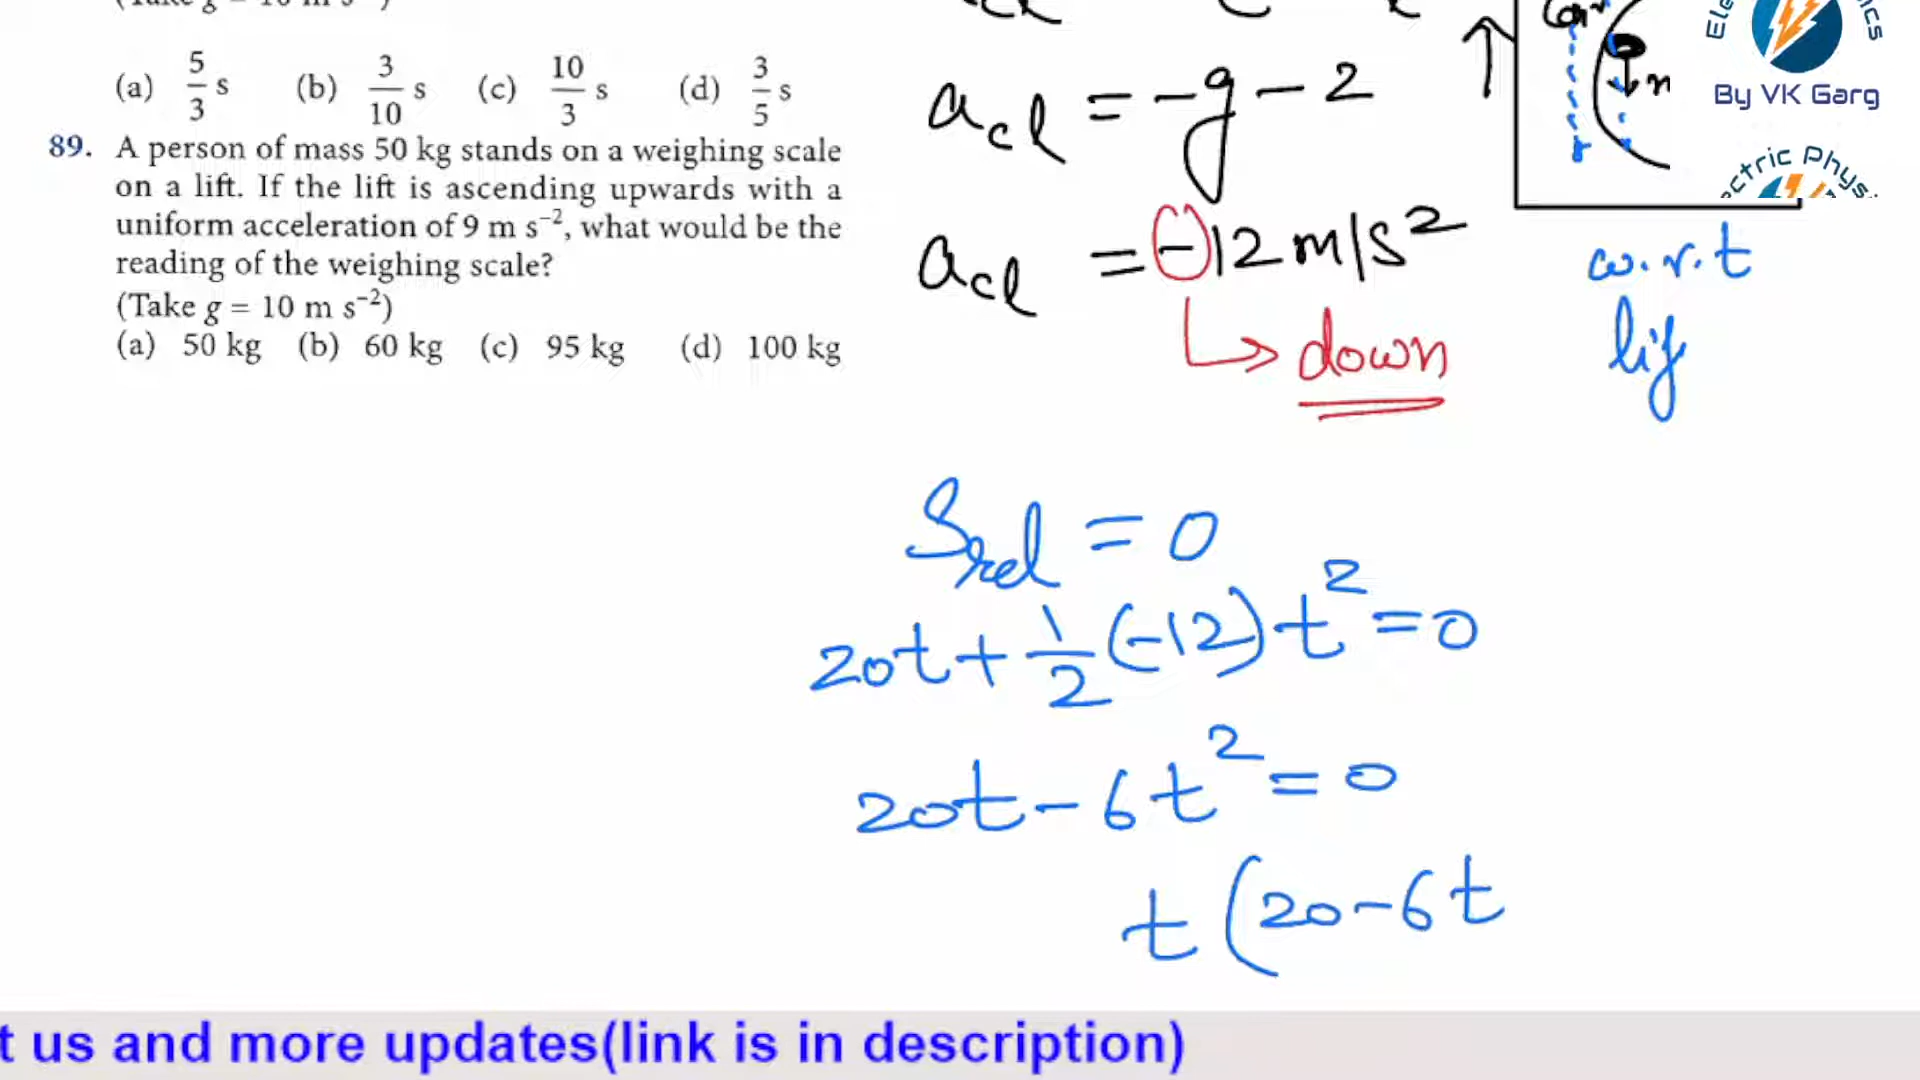 (a) 5/3 s (b) 3/10 s (c) 10/3 s (d) 3/5 s
89. A person of mass 50 kg stands on a weighing scale
on a lift. If the lift is ascending upwards with a
uniform acceleration of 9 m s⁻², what would be the
reading of the weighing scale?
(Take g = 10 m s⁻²)
(a) 50 kg (b) 60 kg (c) 95 kg (d) 100 kg
a_cl = -g - 2
a_cl = -12 m/s²
down
By VK Garg
w.r.t
lif
S_rel = 0
20t + 1/2 (-12) t² = 0
20t - 6t² = 0
t (20 - 6t
t us and more updates(link is in description)